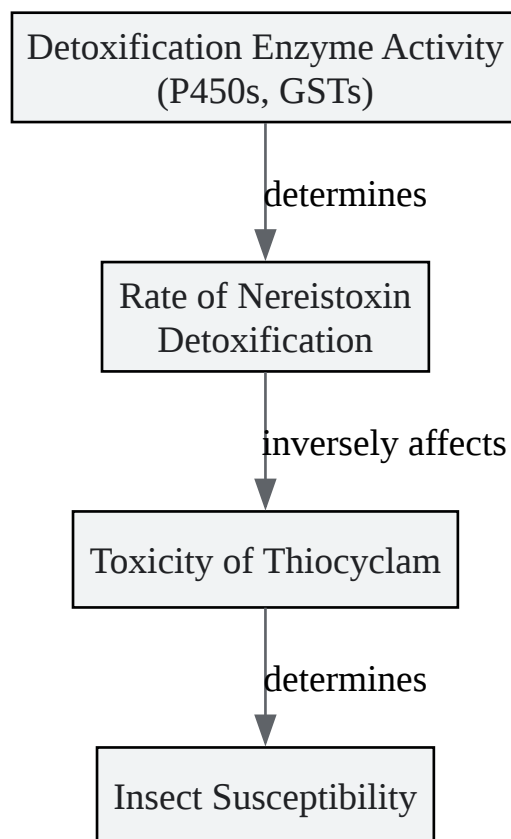 Detoxification Enzyme Activity
(P450s, GSTs)
determines
Rate of Nereistoxin
Detoxification
inversely affects
Toxicity of Thiocyclam
determines
Insect Susceptibility